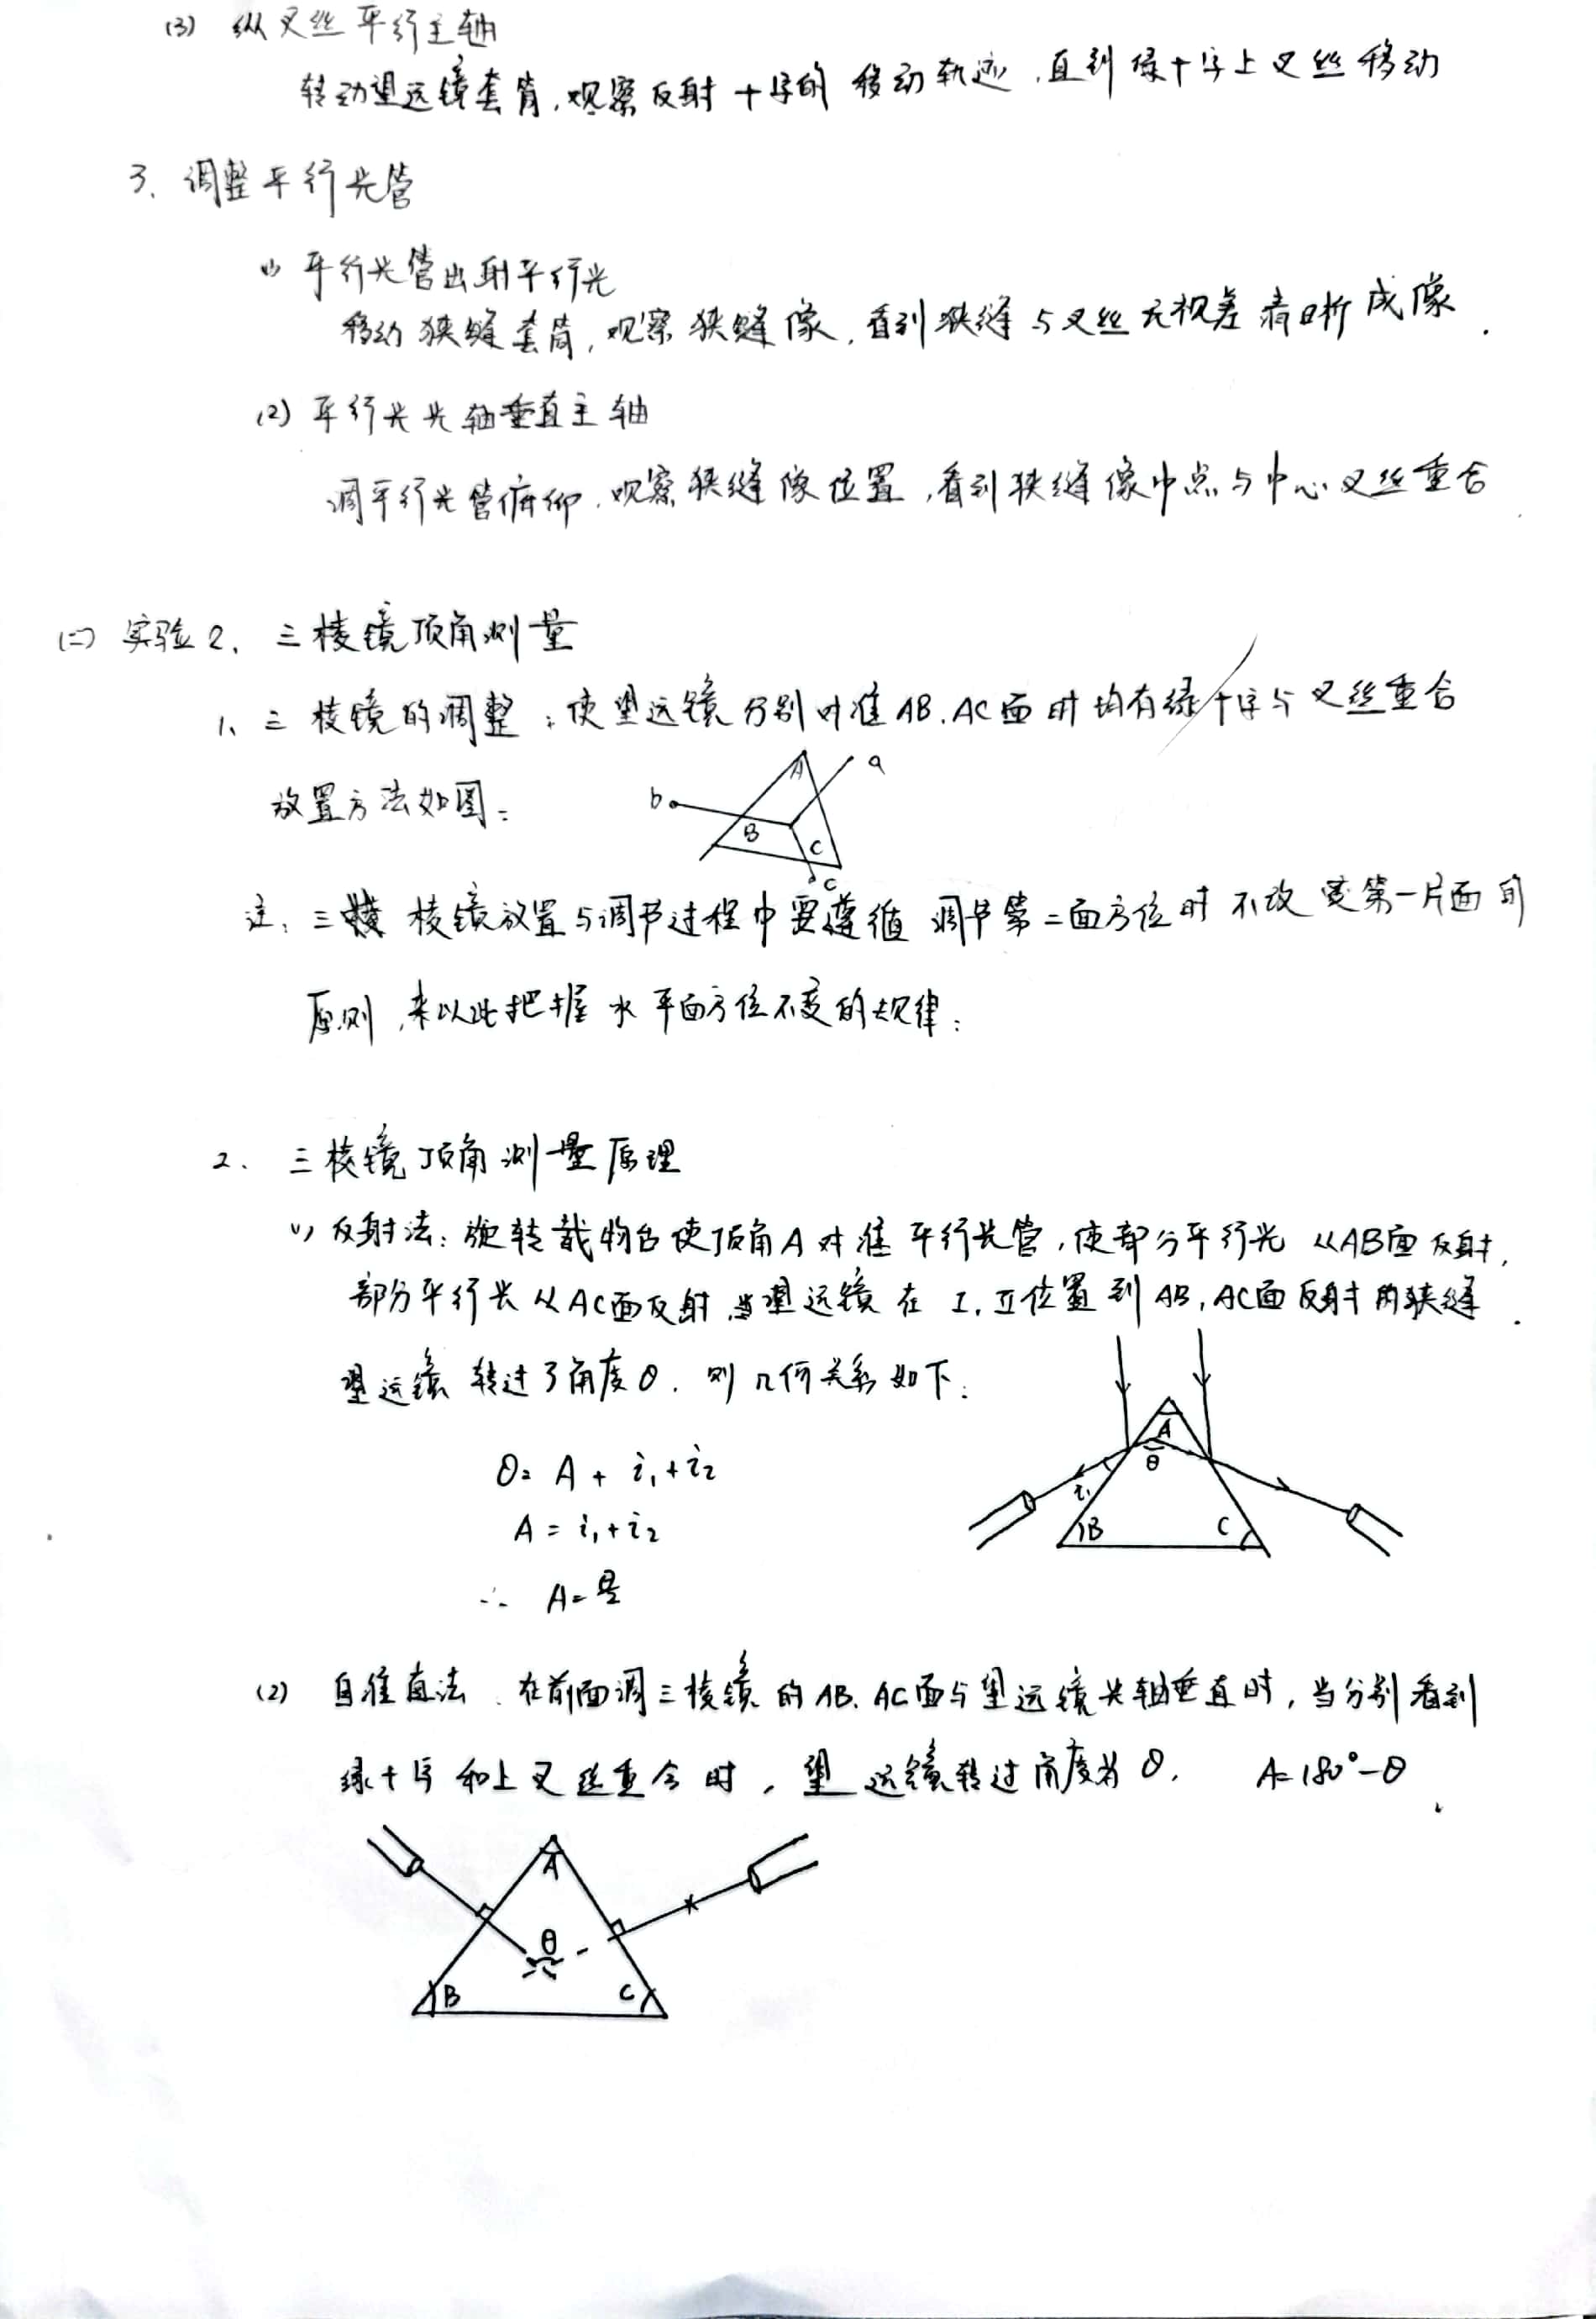 (3) 纵叉丝平行主轴
转动望远镜套筒,观察反射十字的移动轨迹,直到绿十字上叉丝移动
3、调整平行光管
(1) 平行光管出射平行光
移动狭缝套筒,观察狭缝像,看到狭缝与叉丝无视差清晰成像.
(2) 平行光光轴垂直主轴
调平行光管俯仰,观察狭缝像位置,看到狭缝像中点与中心叉丝重合.
(二) 实验2、三棱镜顶角测量
1、三棱镜的调整:使望远镜分别对准AB、AC面时均有绿十字与叉丝重合
放置方法如图:
A a
b B C
c
注:三棱镜放置与调节过程中要遵循调节第二面方位时不改变第一片面的
原则,来以此把握水平面方位不变的规律:
2、三棱镜顶角测量原理
(1) 反射法:旋转载物台使顶角A对准平行光管,使部分平行光从AB面反射,
部分平行光从AC面反射,当望远镜在I、II位置到AB,AC面反射的狭缝.
望远镜转过了角度θ,则几何关系如下:
θ= A + i₁+i₂
A = i₁+i₂
∴ A=θ/2
A
θ
i₁
B C
(2) 自准直法、在前面调三棱镜的AB、AC面与望远镜光轴垂直时,当分别看到
绿十字和上叉丝重合时,望远镜转过角度为θ, A=180°-θ
A
θ
B C